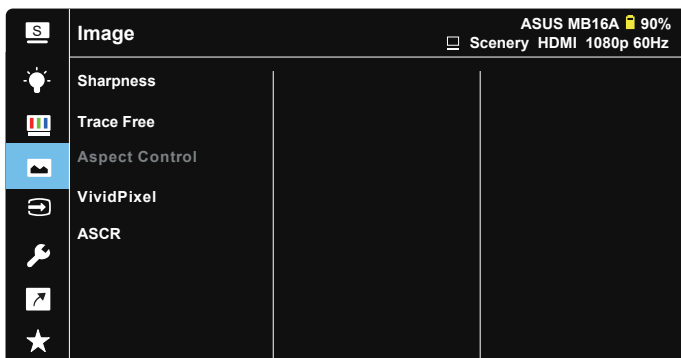 S
Image
ASUS MB16A 90%
Scenery HDMI 1080p 60Hz
Sharpness
Trace Free
Aspect Control
VividPixel
ASCR